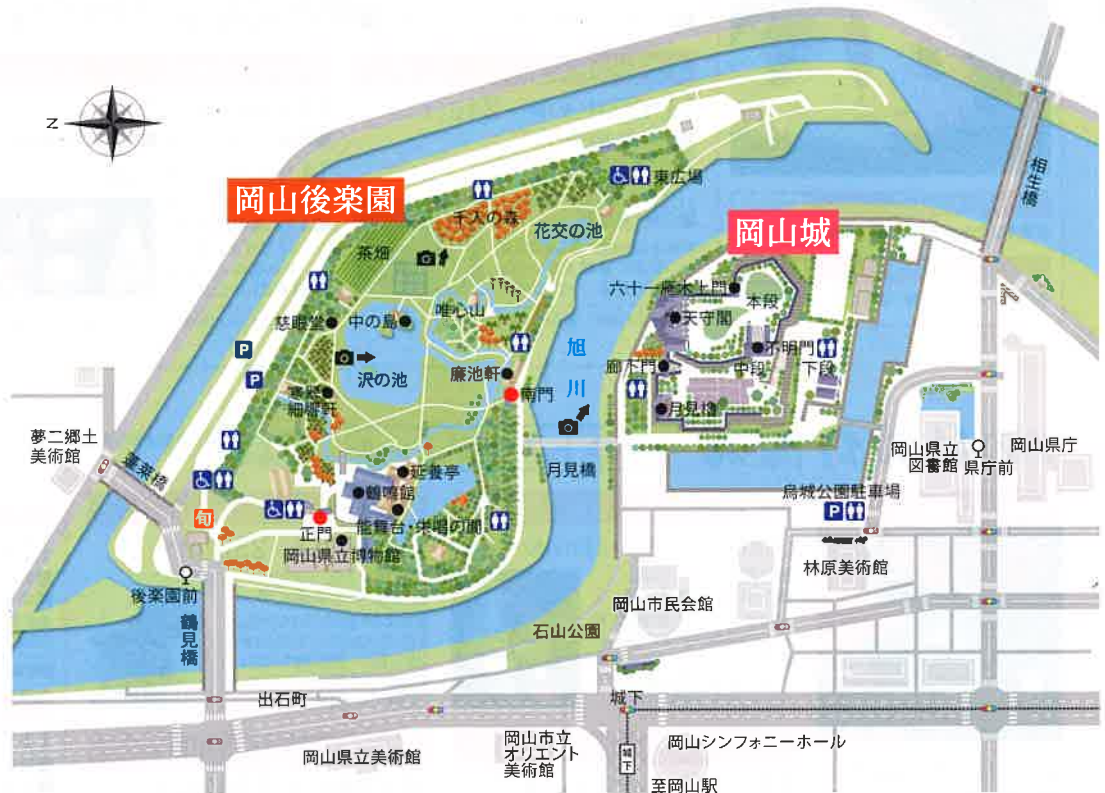 N
岡山後楽園
岡山城
相生橋
東広場
千入の森
花交の池
茶畑
唯心山
六十一雁木上門
本段
天守閣
不明門
中段
下段
廊下門
月見櫓
慈眼堂
中の島
沢の池
廉池軒
南門
旭川
寒翠
細響軒
P
P
夢二郷土
美術館
蓬莱橋
延養亭
鶴鳴館
能舞台・栄唱の間
正門
岡山県立博物館
旬
後楽園前
鶴見橋
月見橋
岡山県立
図書館
県庁前
岡山県庁
烏城公園駐車場
P
林原美術館
岡山市民会館
石山公園
出石町
城下
城下
岡山県立美術館
岡山市立
オリエント
美術館
岡山シンフォニーホール
至岡山駅